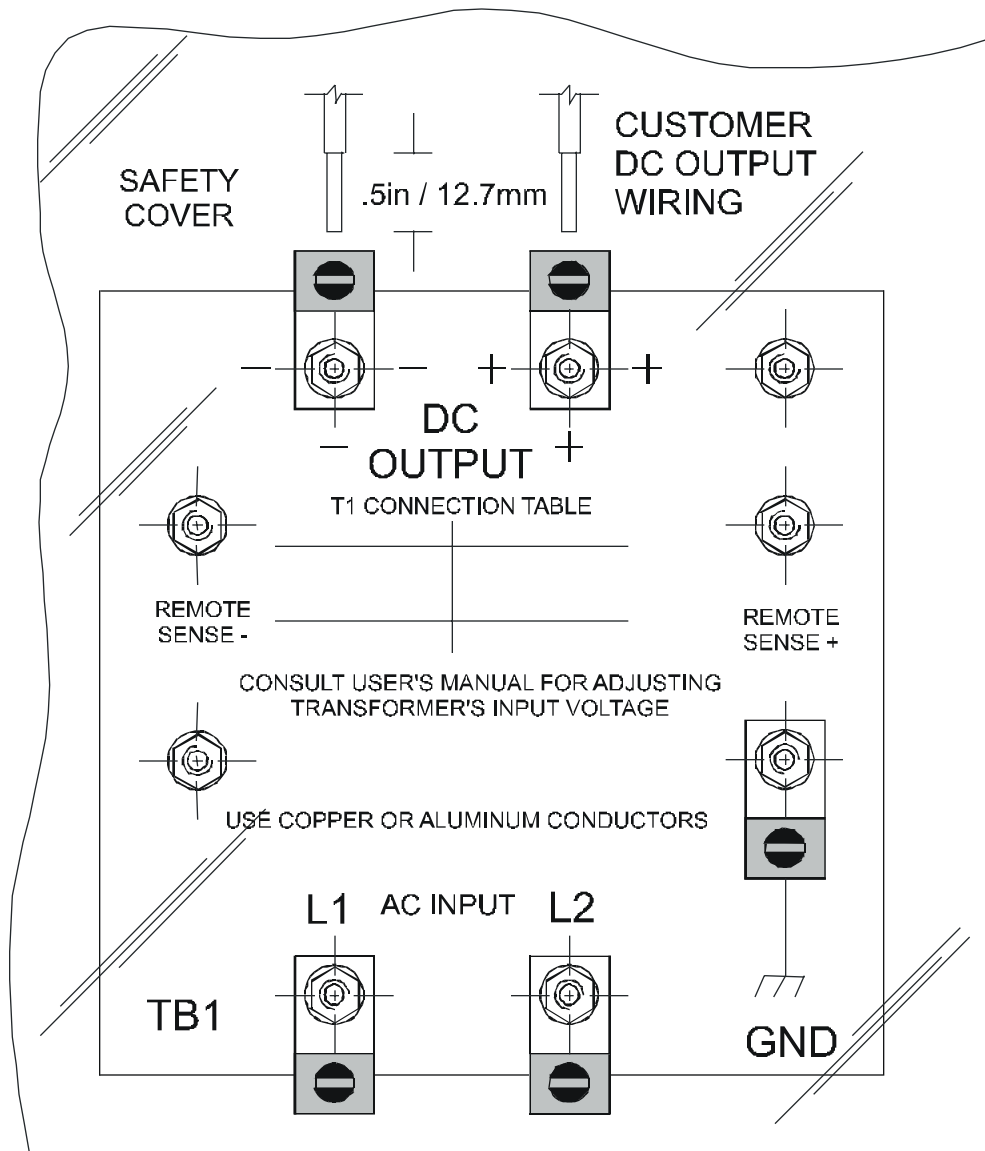 SAFETY
COVER
.5in / 12.7mm
CUSTOMER
DC OUTPUT
WIRING
- -
+ +
- +
DC
OUTPUT
T1 CONNECTION TABLE
REMOTE
SENSE -
REMOTE
SENSE +
CONSULT USER'S MANUAL FOR ADJUSTING
TRANSFORMER'S INPUT VOLTAGE
USE COPPER OR ALUMINUM CONDUCTORS
L1 AC INPUT L2
TB1
GND